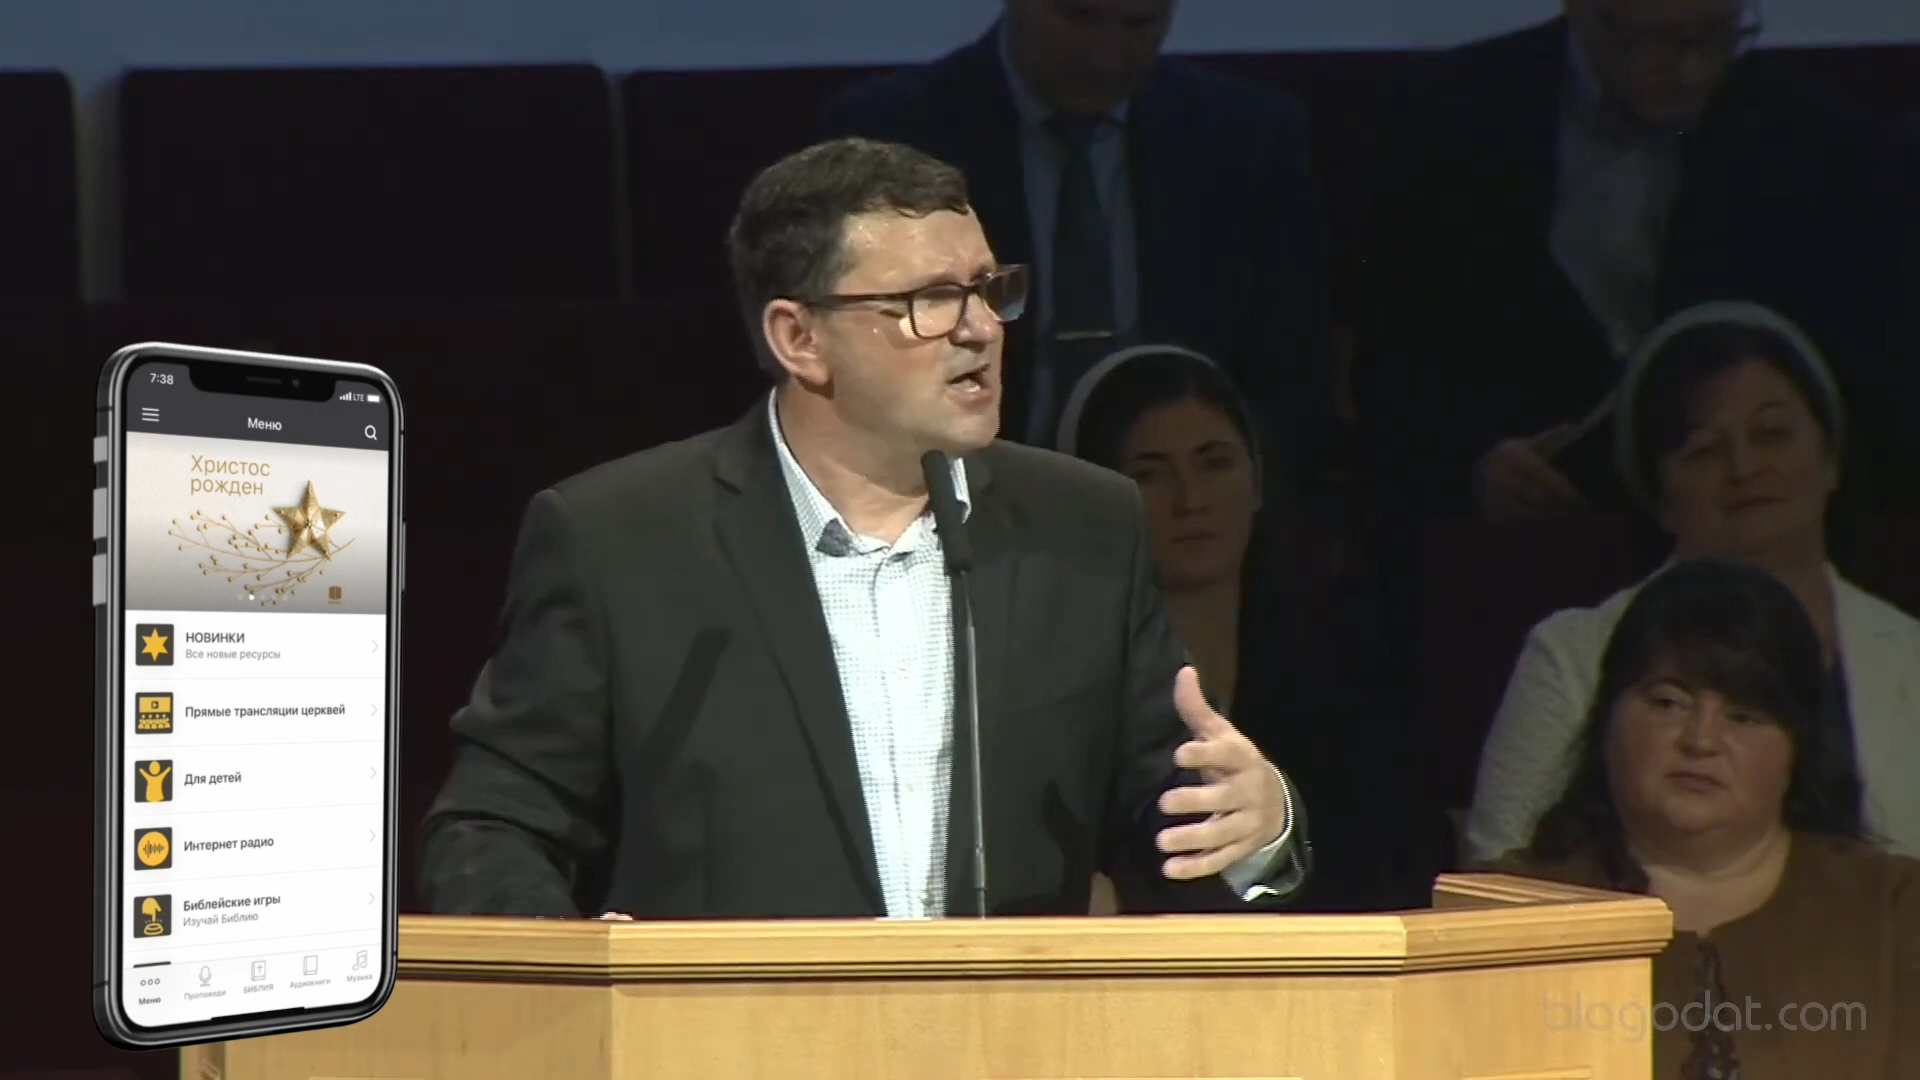 7:38
LTE
Меню
Христос
рожден
НОВИНКИ
Все новые ресурсы
Прямые трансляции церквей
Для детей
Интернет радио
Библейские игры
Изучай Библию
Меню
Проповеди
БИБЛИЯ
Аудиокниги
Музыка
blagodat.com